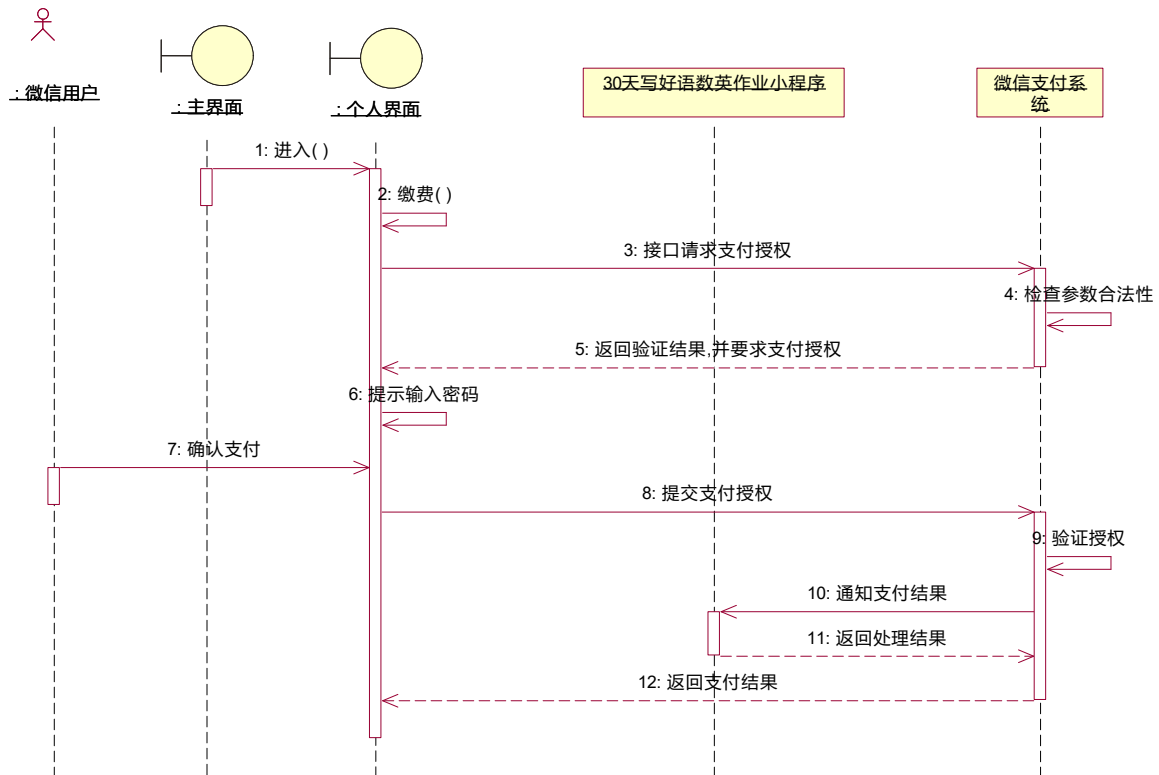 : 微信用户
: 主界面
: 个人界面
30天写好语数英作业小程序
微信支付系
统
1: 进入( )
2: 缴费( )
3: 接口请求支付授权
4: 检查参数合法性
5: 返回验证结果,并要求支付授权
6: 提示输入密码
7: 确认支付
8: 提交支付授权
9: 验证授权
10: 通知支付结果
11: 返回处理结果
12: 返回支付结果